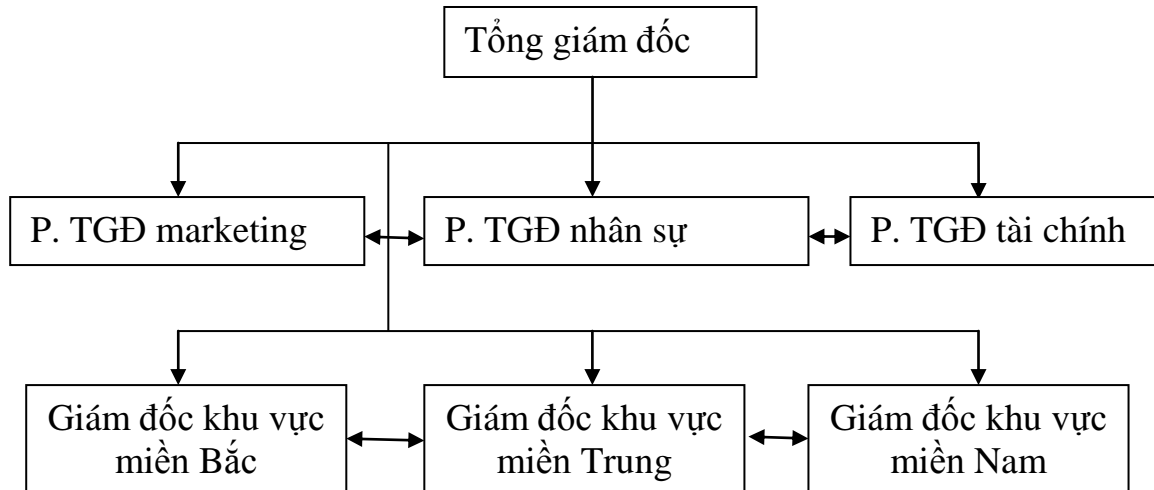 Tổng giám đốc
P. TGĐ marketing
P. TGĐ nhân sự
P. TGĐ tài chính
Giám đốc khu vực
miền Bắc
Giám đốc khu vực
miền Trung
Giám đốc khu vực
miền Nam